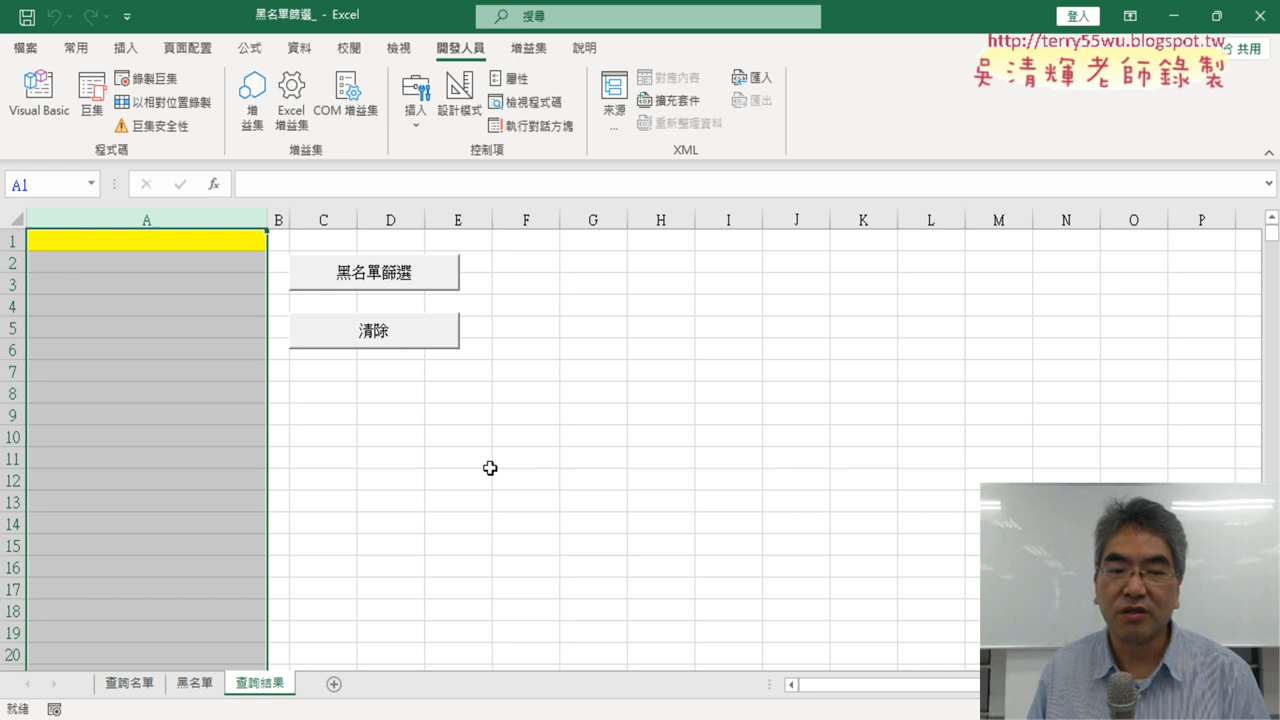 黑名單篩選_ - Excel
搜尋
登入
http://terry55wu.blogspot.tw
吳清輝老師錄製
檔案 常用 插入 頁面配置 公式 資料 校閱 檢視 開發人員 增益集 說明 共用
Visual Basic 巨集 錄製巨集 以相對位置錄製 巨集安全性
程式碼
增益集 Excel 增益集 COM 增益集
增益集
插入 設計模式 屬性 檢視程式碼 執行對話方塊
控制項
來源... 對應內容 擴充套件 重新整理資料 匯入 匯出
XML
A1 fx
A B C D E F G H I J K L M N O P
1
2
3
4
5
6
7
8
9
10
11
12
13
14
15
16
17
18
19
20
黑名單篩選
清除
查詢名單 黑名單 查詢結果
就緒